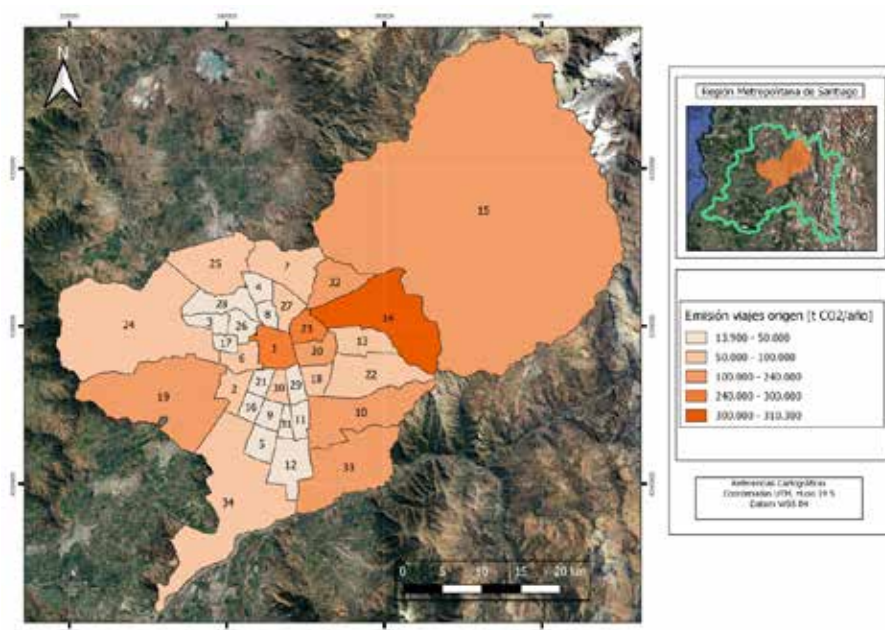 N
Región Metropolitana de Santiago
Emisión viajes origen [t CO2/año]
13.900 - 50.000
50.000 - 100.000
100.000 - 240.000
240.000 - 300.000
300.000 - 310.300
Referencias Cartográficas
Coordenadas UTM, Huso 19 S
Datum WGS 84
15
25
7
32
4
14
24
28
27
8
3
26
23
17
1
13
20
6
22
19
2
21
30
29
18
16
9
11
10
31
5
12
33
34
0 5 10 15 20 km